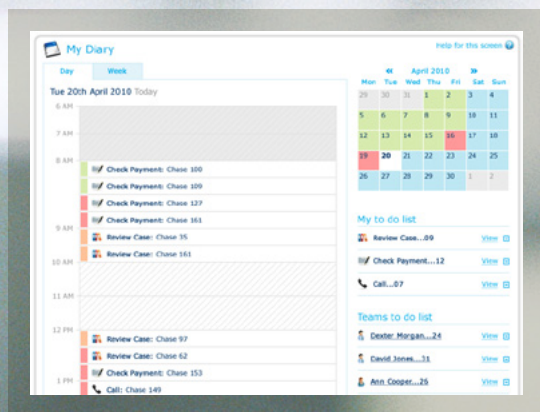 My Diary
Help for this screen
Day
Week
Tue 20th April 2010 Today
6 AM
7 AM
8 AM
Check Payment: Chase 100
Check Payment: Chase 109
Check Payment: Chase 127
Check Payment: Chase 161
9 AM
Review Case: Chase 35
Review Case: Chase 161
10 AM
11 AM
12 PM
Review Case: Chase 97
Review Case: Chase 62
Check Payment: Chase 153
1 PM
Call: Chase 149
« April 2010 »
Mon Tue Wed Thu Fri Sat Sun
29 30 31 1 2 3 4
5 6 7 8 9 10 11
12 13 14 15 16 17 18
19 20 21 22 23 24 25
26 27 28 29 30 1 2
My to do list
Review Case...09 View
Check Payment...12 View
Call...07 View
Teams to do list
Dexter Morgan...24 View
David Jones...31 View
Ann Cooper...26 View